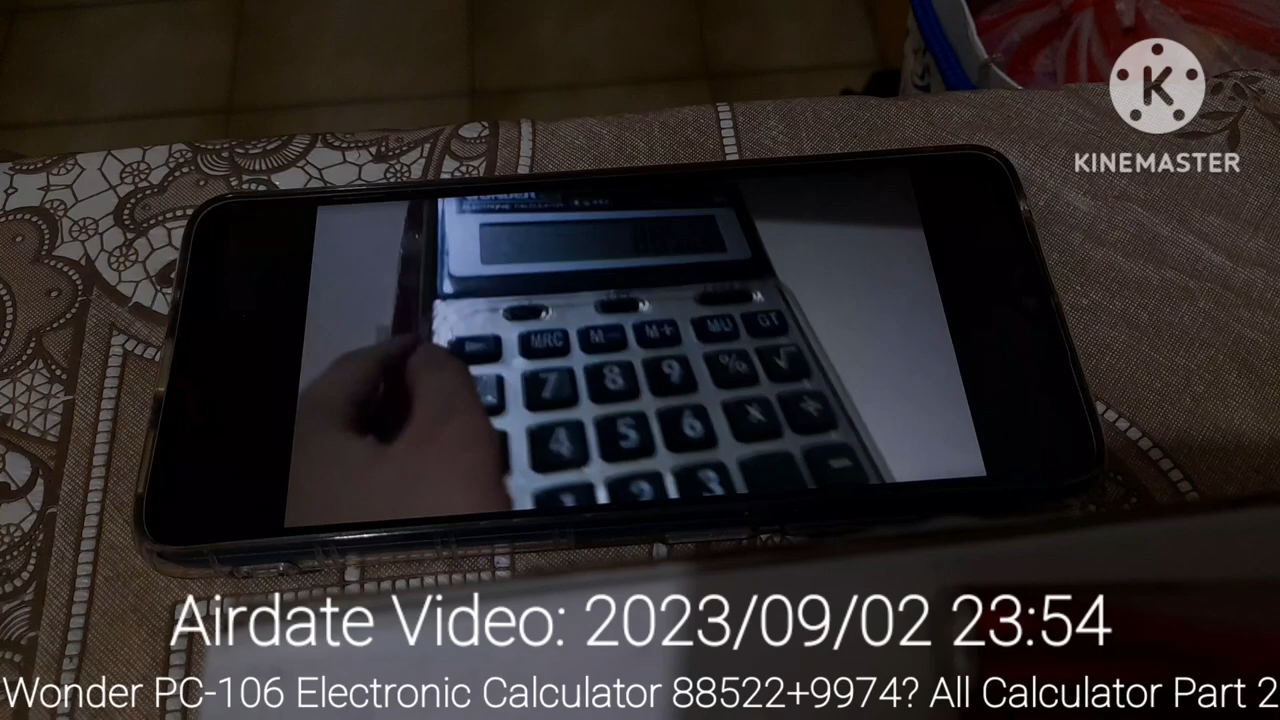 K
KINEMASTER
MRC M- M+ MU GT
7 8 9 % √
4 5 6 × ÷
2 3 -
Airdate Video: 2023/09/02 23:54
Wonder PC-106 Electronic Calculator 88522+9974? All Calculator Part 2